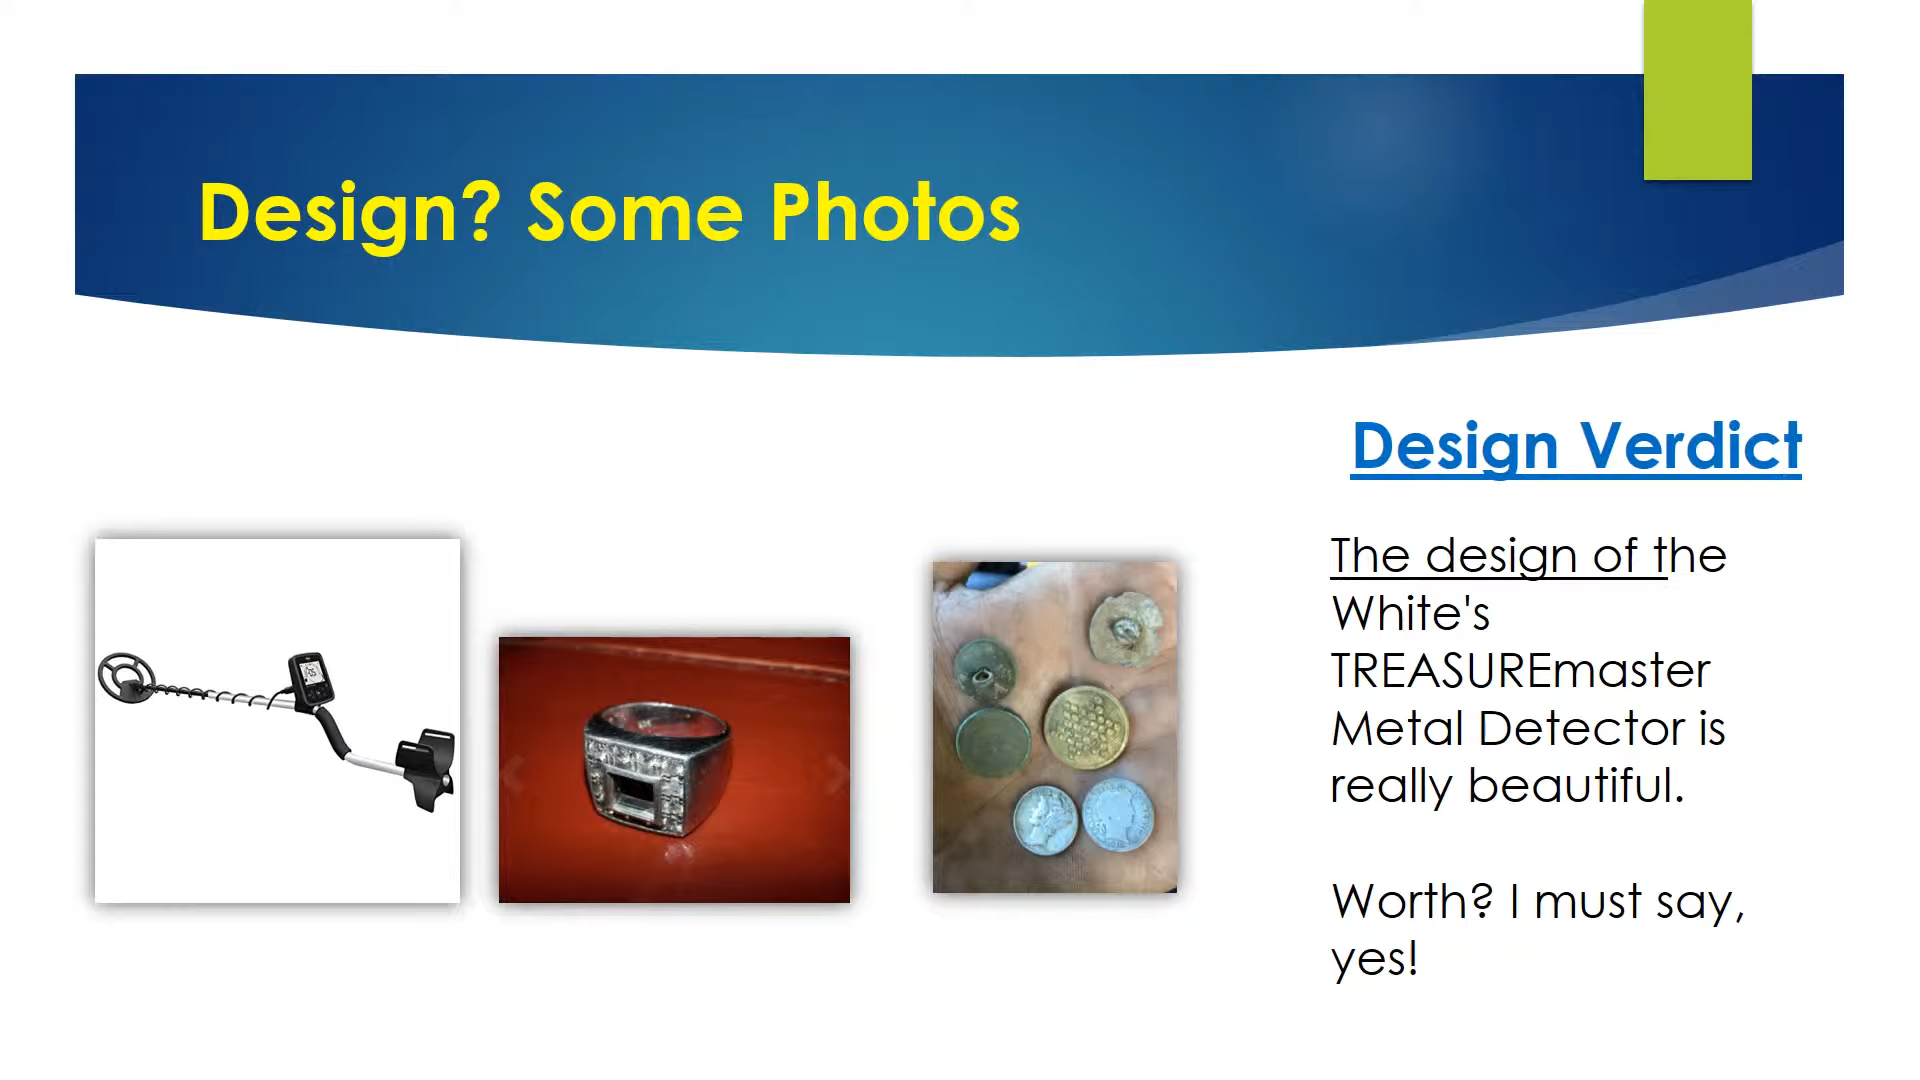 Design? Some Photos
Design Verdict
The design of the
White's
TREASUREmaster
Metal Detector is
really beautiful.
Worth? I must say,
yes!